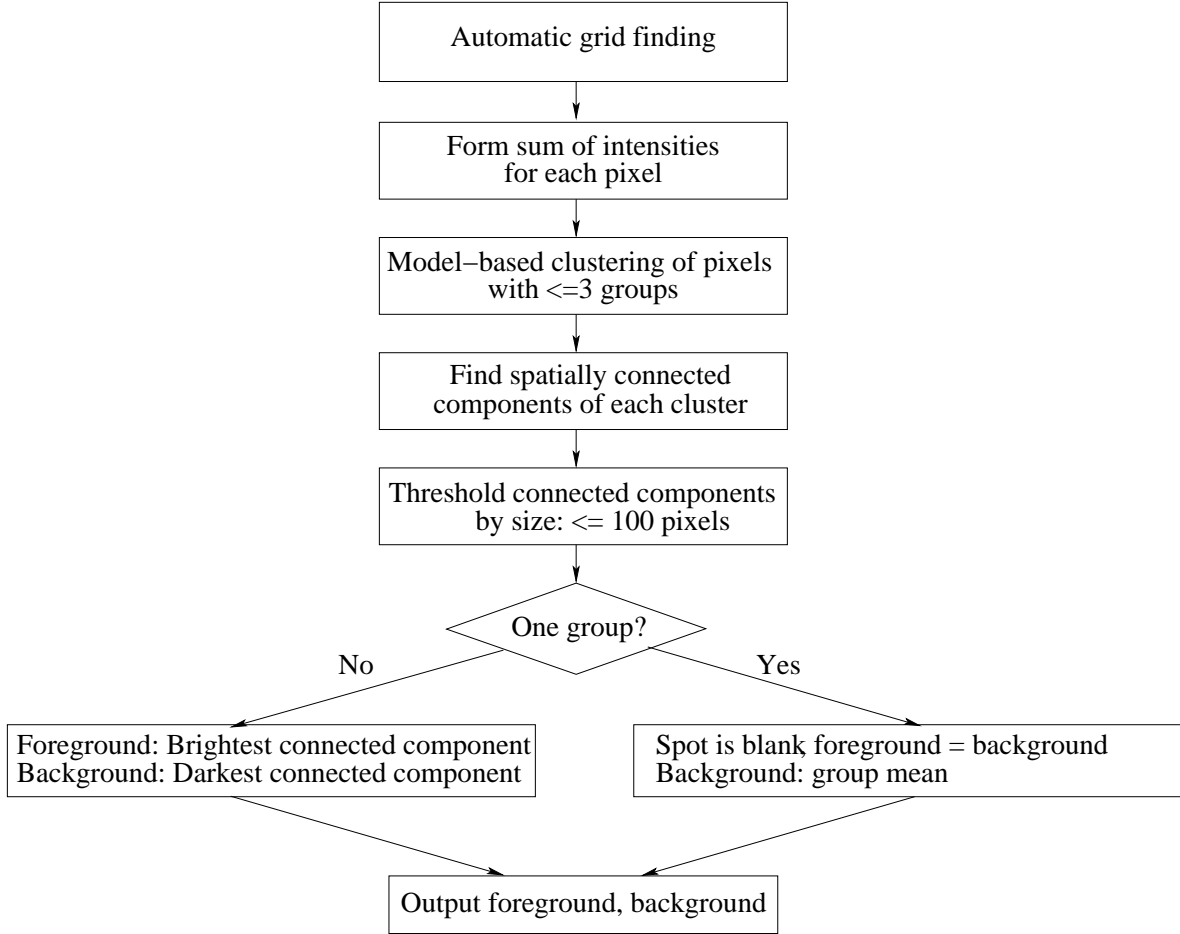 Automatic grid finding
Form sum of intensities
for each pixel
Model−based clustering of pixels
with <=3 groups
Find spatially connected
components of each cluster
Threshold connected components
by size: <= 100 pixels
One group?
No
Yes
Foreground: Brightest connected component
Background: Darkest connected component
Spot is blank, foreground = background
Background: group mean
Output foreground, background